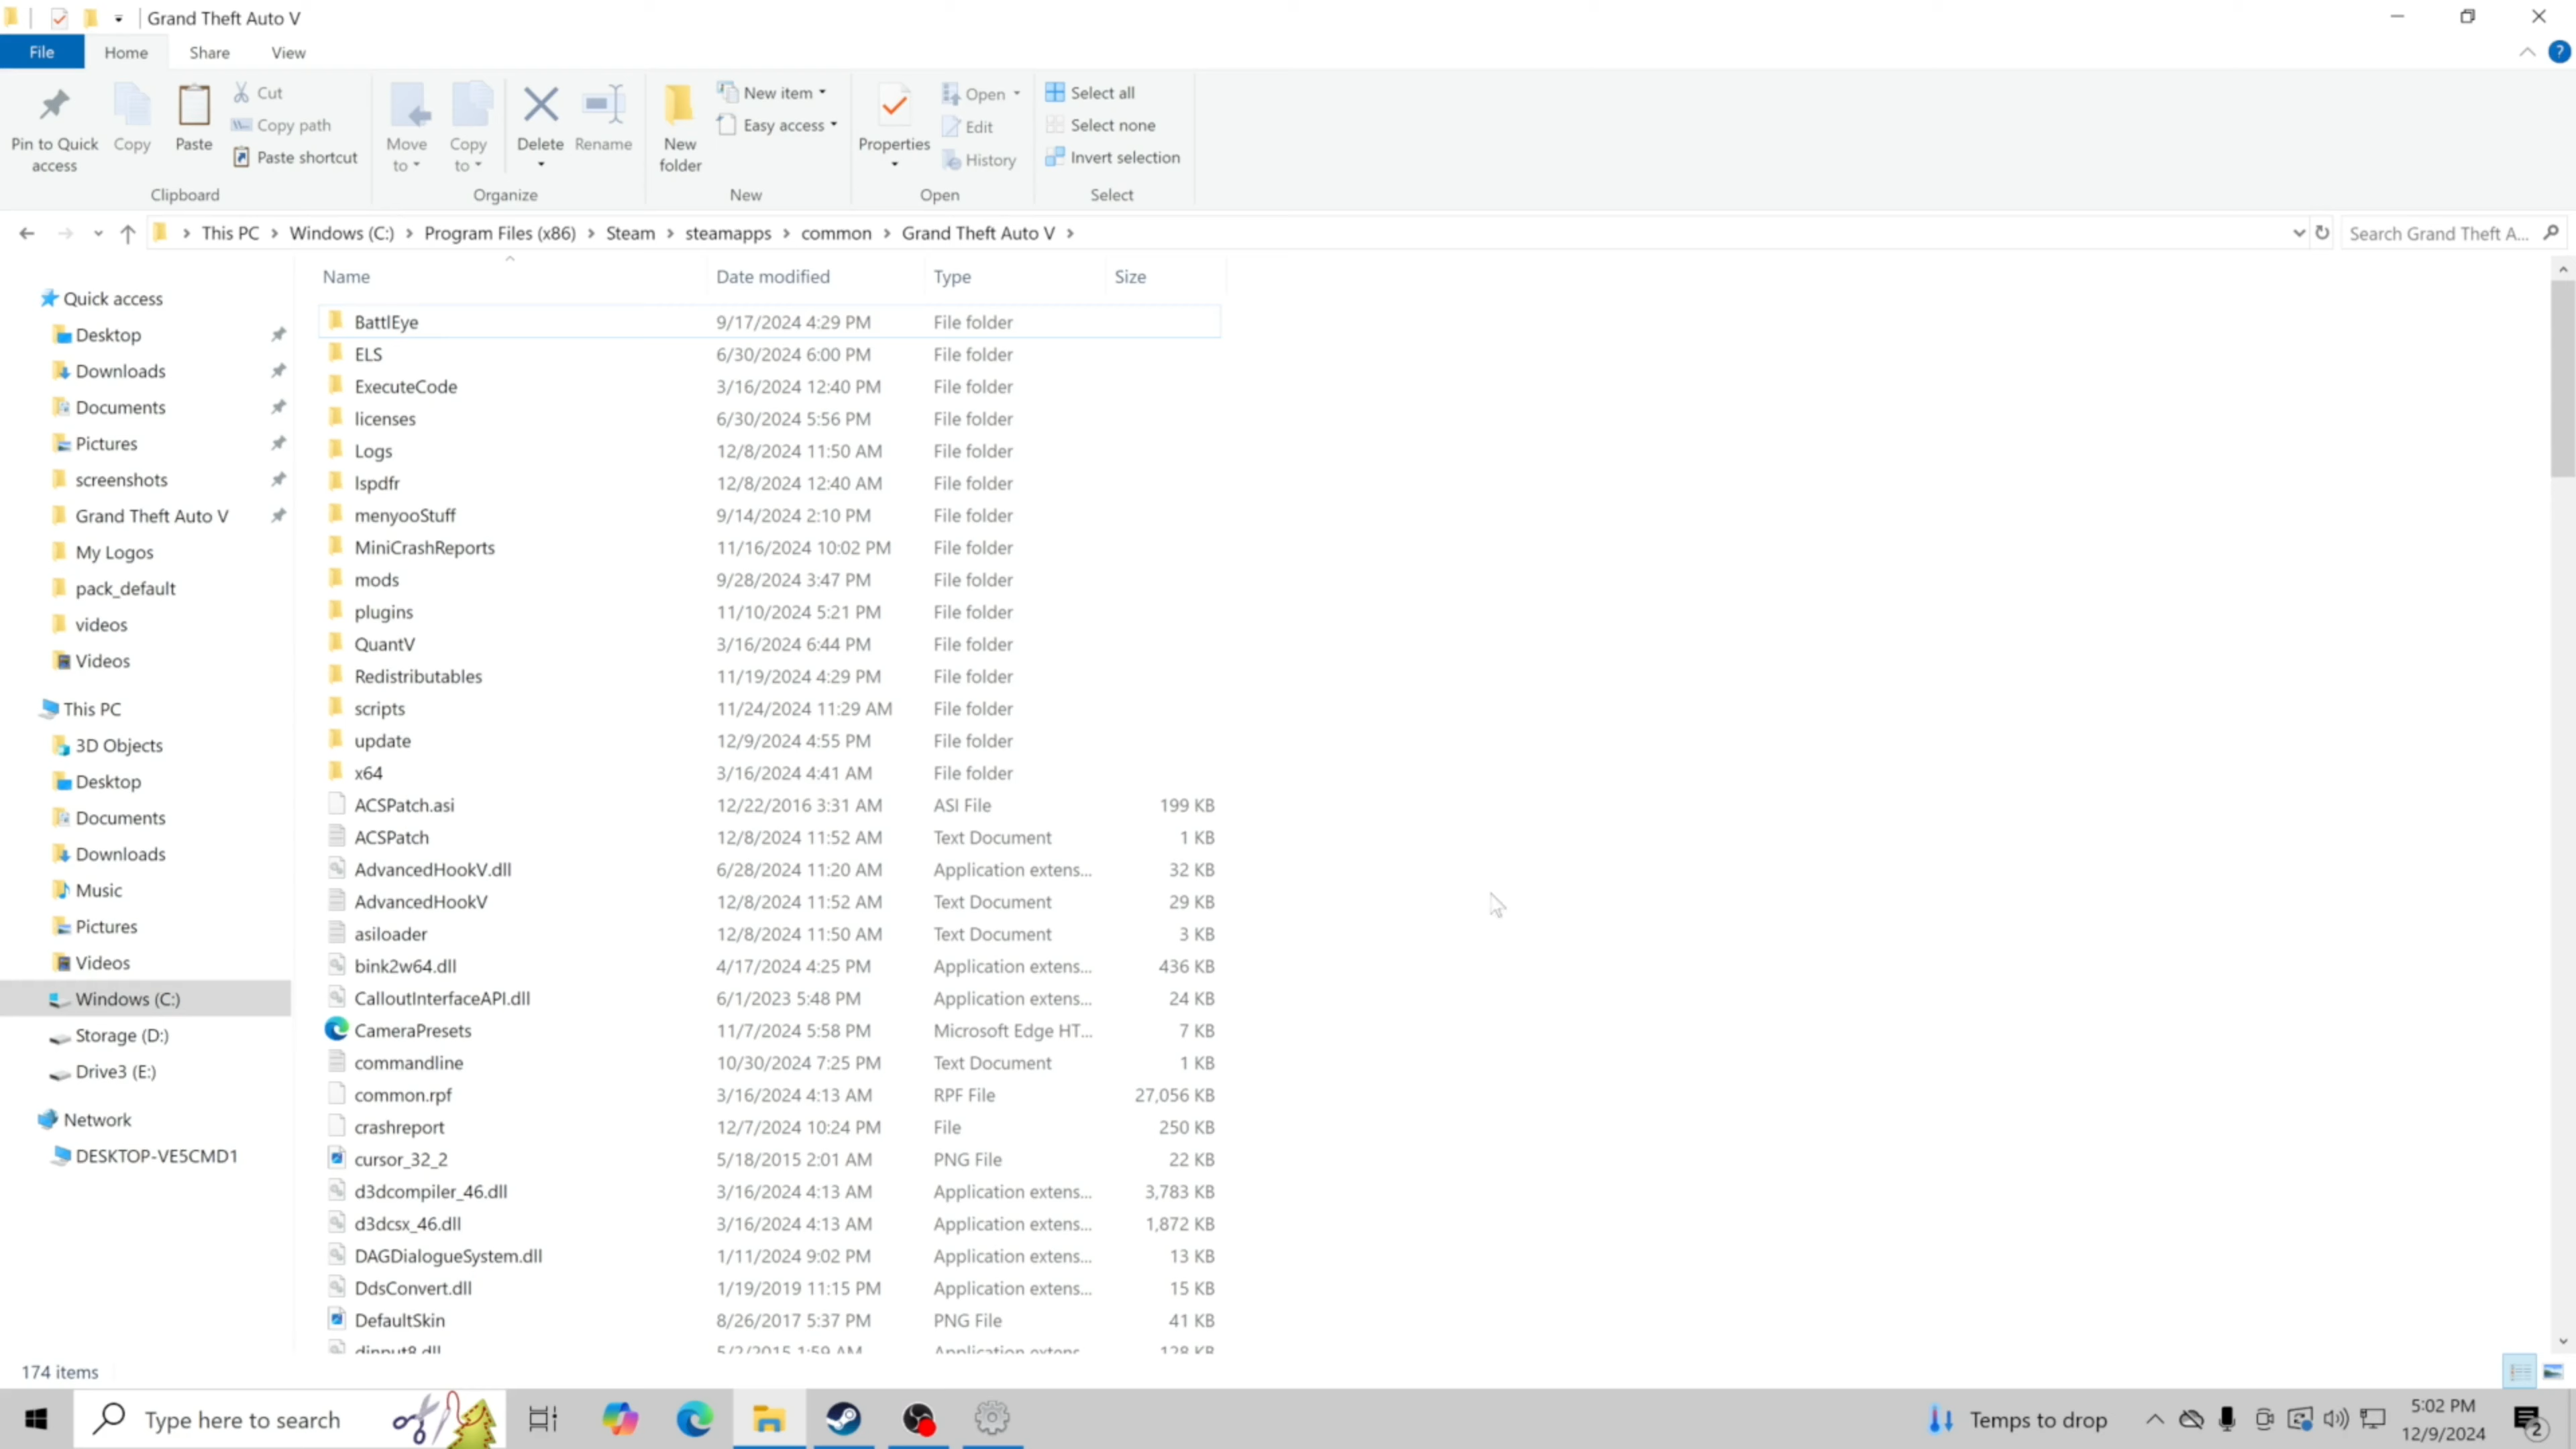 Grand Theft Auto V
File Home Share View
Pin to Quick access
Copy
Paste
Cut
Copy path
Paste shortcut
Clipboard
Move to
Copy to
Delete
Rename
Organize
New folder
New item
Easy access
New
Properties
Open
Edit
History
Open
Select all
Select none
Invert selection
Select
This PC > Windows (C:) > Program Files (x86) > Steam > steamapps > common > Grand Theft Auto V >
Search Grand Theft A...
Quick access
Desktop
Downloads
Documents
Pictures
screenshots
Grand Theft Auto V
My Logos
pack_default
videos
Videos
This PC
3D Objects
Desktop
Documents
Downloads
Music
Pictures
Videos
Windows (C:)
Storage (D:)
Drive3 (E:)
Network
DESKTOP-VE5CMD1
Name Date modified Type Size
BattlEye 9/17/2024 4:29 PM File folder
ELS 6/30/2024 6:00 PM File folder
ExecuteCode 3/16/2024 12:40 PM File folder
licenses 6/30/2024 5:56 PM File folder
Logs 12/8/2024 11:50 AM File folder
lspdfr 12/8/2024 12:40 AM File folder
menyooStuff 9/14/2024 2:10 PM File folder
MiniCrashReports 11/16/2024 10:02 PM File folder
mods 9/28/2024 3:47 PM File folder
plugins 11/10/2024 5:21 PM File folder
QuantV 3/16/2024 6:44 PM File folder
Redistributables 11/19/2024 4:29 PM File folder
scripts 11/24/2024 11:29 AM File folder
update 12/9/2024 4:55 PM File folder
x64 3/16/2024 4:41 AM File folder
ACSPatch.asi 12/22/2016 3:31 AM ASI File 199 KB
ACSPatch 12/8/2024 11:52 AM Text Document 1 KB
AdvancedHookV.dll 6/28/2024 11:20 AM Application extens... 32 KB
AdvancedHookV 12/8/2024 11:52 AM Text Document 29 KB
asiloader 12/8/2024 11:50 AM Text Document 3 KB
bink2w64.dll 4/17/2024 4:25 PM Application extens... 436 KB
CalloutInterfaceAPI.dll 6/1/2023 5:48 PM Application extens... 24 KB
CameraPresets 11/7/2024 5:58 PM Microsoft Edge HT... 7 KB
commandline 10/30/2024 7:25 PM Text Document 1 KB
common.rpf 3/16/2024 4:13 AM RPF File 27,056 KB
crashreport 12/7/2024 10:24 PM File 250 KB
cursor_32_2 5/18/2015 2:01 AM PNG File 22 KB
d3dcompiler_46.dll 3/16/2024 4:13 AM Application extens... 3,783 KB
d3dcsx_46.dll 3/16/2024 4:13 AM Application extens... 1,872 KB
DAGDialogueSystem.dll 1/11/2024 9:02 PM Application extens... 13 KB
DdsConvert.dll 1/19/2019 11:15 PM Application extens... 15 KB
DefaultSkin 8/26/2017 5:37 PM PNG File 41 KB
dinput8.dll 5/2/2015 1:59 AM Application extens... 128 KB
174 items
Type here to search
Temps to drop
5:02 PM
12/9/2024
2